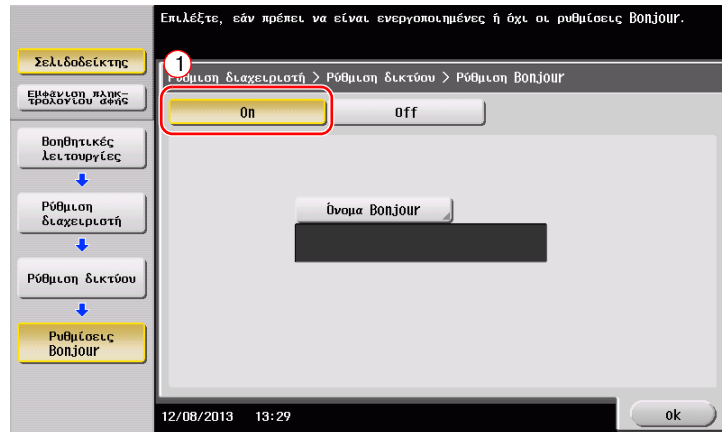 Επιλέξτε, εάν πρέπει να είναι ενεργοποιημένες ή όχι οι ρυθμίσεις Bonjour.
Σελιδοδείκτης
Εμφάνιση πληκ-
τρολογίου αφής
Βοηθητικές
λειτουργίες
Ρύθμιση
διαχειριστή
Ρύθμιση δικτύου
Ρυθμίσεις
Bonjour
1
Ρύθμιση διαχειριστή > Ρύθμιση δικτύου > Ρύθμιση Bonjour
On
Off
Όνομα Bonjour
12/08/2013 13:29
ok